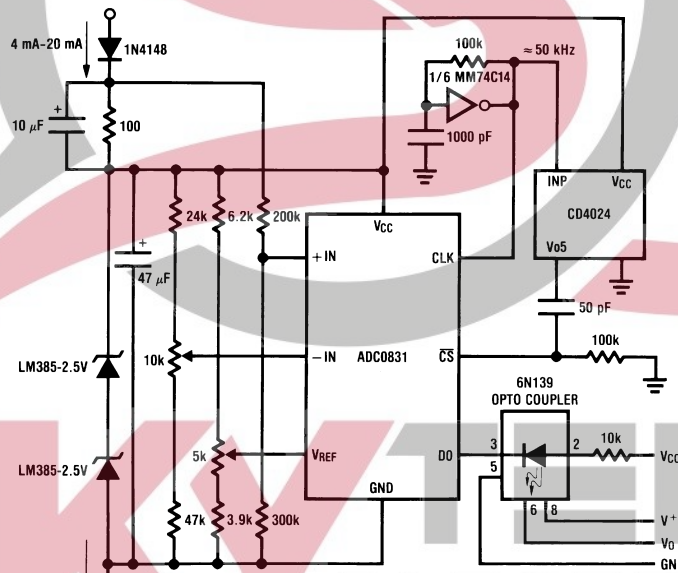 4 mA-20 mA
1N4148
10 μF
+
100
100k
≈ 50 kHz
1/6 MM74C14
1000 pF
INP
VCC
CD4024
VO5
24k
6.2k
200k
VCC
+
47 μF
+ IN
CLK
50 pF
LM385-2.5V
10k
− IN
ADC0831
CS
100k
6N139
OPTO COUPLER
LM385-2.5V
5k
VREF
DO
3
2
10k
VCC
5
GND
6
8
47k
3.9k
300k
V+
VO
GN
KV TE